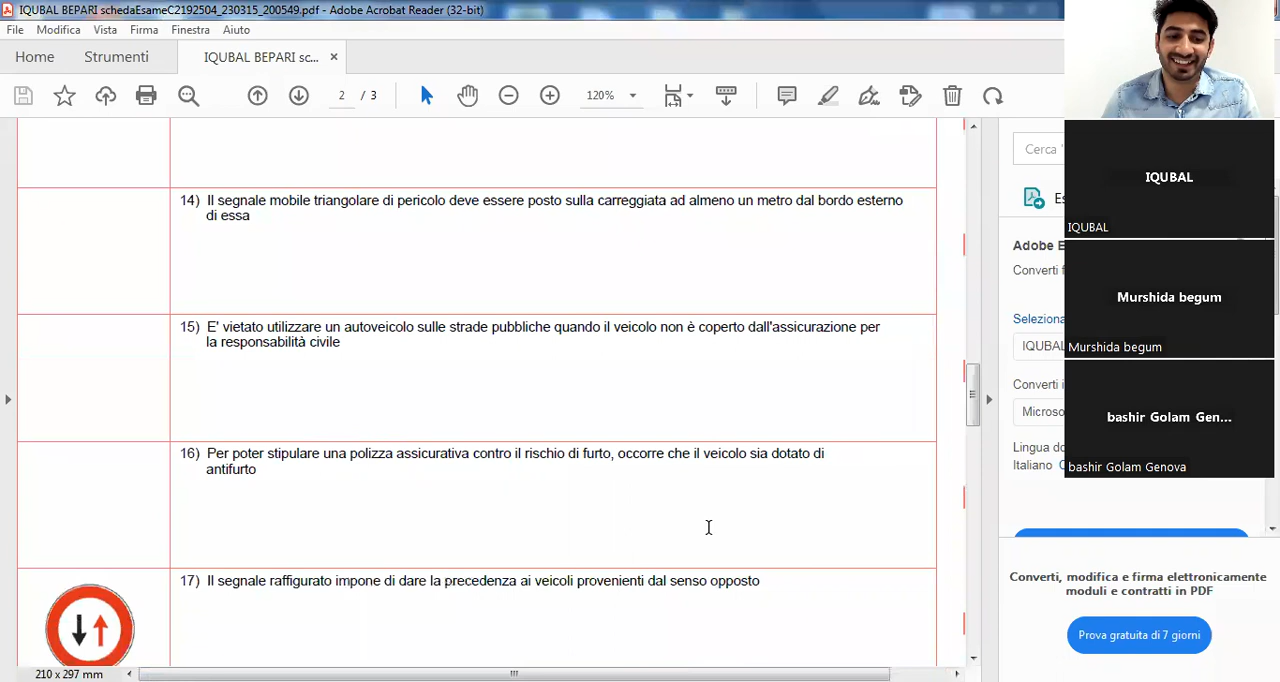 IQUBAL BEPARI schedaEsameC2192504_230315_200549.pdf - Adobe Acrobat Reader (32-bit)
File Modifica Vista Firma Finestra Aiuto
Home Strumenti IQUBAL BEPARI sc... ×
2 / 3 120%
14) Il segnale mobile triangolare di pericolo deve essere posto sulla carreggiata ad almeno un metro dal bordo esterno
di essa
15) E' vietato utilizzare un autoveicolo sulle strade pubbliche quando il veicolo non è coperto dall'assicurazione per
la responsabilità civile
16) Per poter stipulare una polizza assicurativa contro il rischio di furto, occorre che il veicolo sia dotato di
antifurto
17) Il segnale raffigurato impone di dare la precedenza ai veicoli provenienti dal senso opposto
210 x 297 mm
Cerca '
Es
Adobe E
Converti f
Seleziona
IQUBAL
Converti i
Microso
Lingua do
Italiano
Converti, modifica e firma elettronicamente
moduli e contratti in PDF
Prova gratuita di 7 giorni
IQUBAL
IQUBAL
Murshida begum
Murshida begum
bashir Golam Gen...
bashir Golam Genova